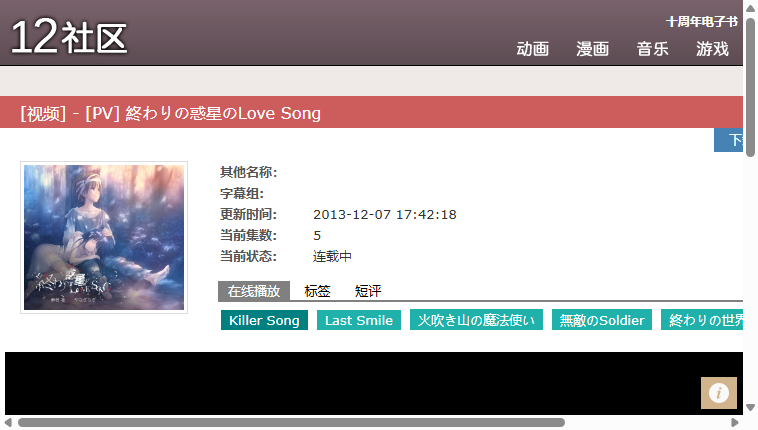 12社区
十周年电子书
动画 漫画 音乐 游戏
[视频] - [PV] 終わりの惑星のLove Song
下
其他名称:
字幕组:
更新时间: 2013-12-07 17:42:18
当前集数: 5
当前状态: 连载中
在线播放 标签 短评
Killer Song Last Smile 火吹き山の魔法使い 無敵のSoldier 終わりの世界